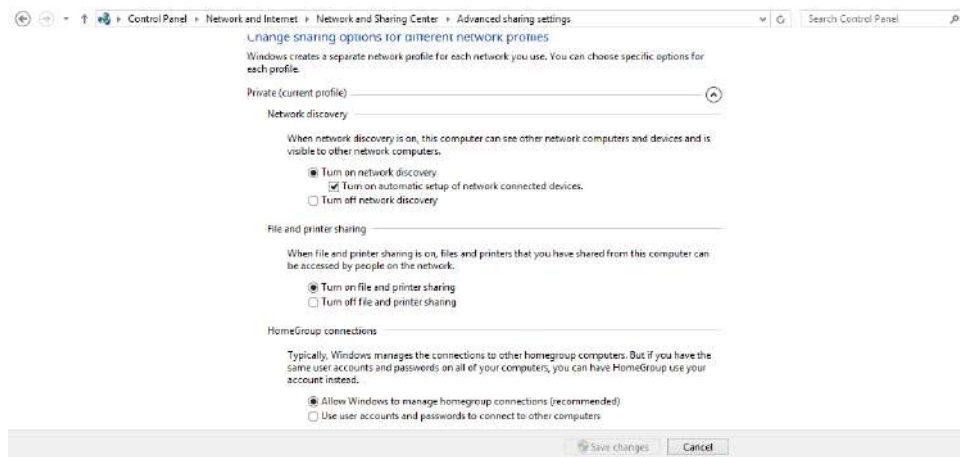 Control Panel Network and Internet Network and Sharing Center Advanced sharing settings Search Control Panel
Change sharing options for different network profiles
Windows creates a separate network profile for each network you use. You can choose specific options for
each profile.
Private (current profile)
Network discovery
When network discovery is on, this computer can see other network computers and devices and is
visible to other network computers.
Turn on network discovery
Turn on automatic setup of network connected devices.
Turn off network discovery
File and printer sharing
When file and printer sharing is on, files and printers that you have shared from this computer can
be accessed by people on the network.
Turn on file and printer sharing
Turn off file and printer sharing
HomeGroup connections
Typically, Windows manages the connections to other homegroup computers. But if you have the
same user accounts and passwords on all of your computers, you can have HomeGroup use your
account instead.
Allow Windows to manage homegroup connections (recommended)
Use user accounts and passwords to connect to other computers
Save changes Cancel